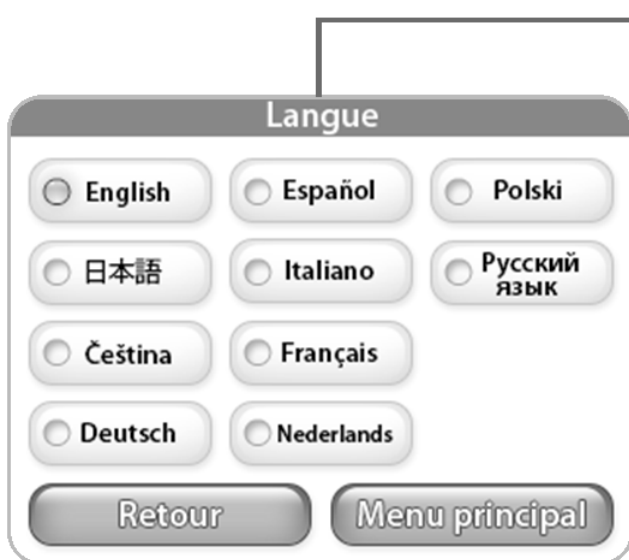 Langue
English
Español
Polski
日本語
Italiano
Русский
язык
Čeština
Français
Deutsch
Nederlands
Retour
Menu principal